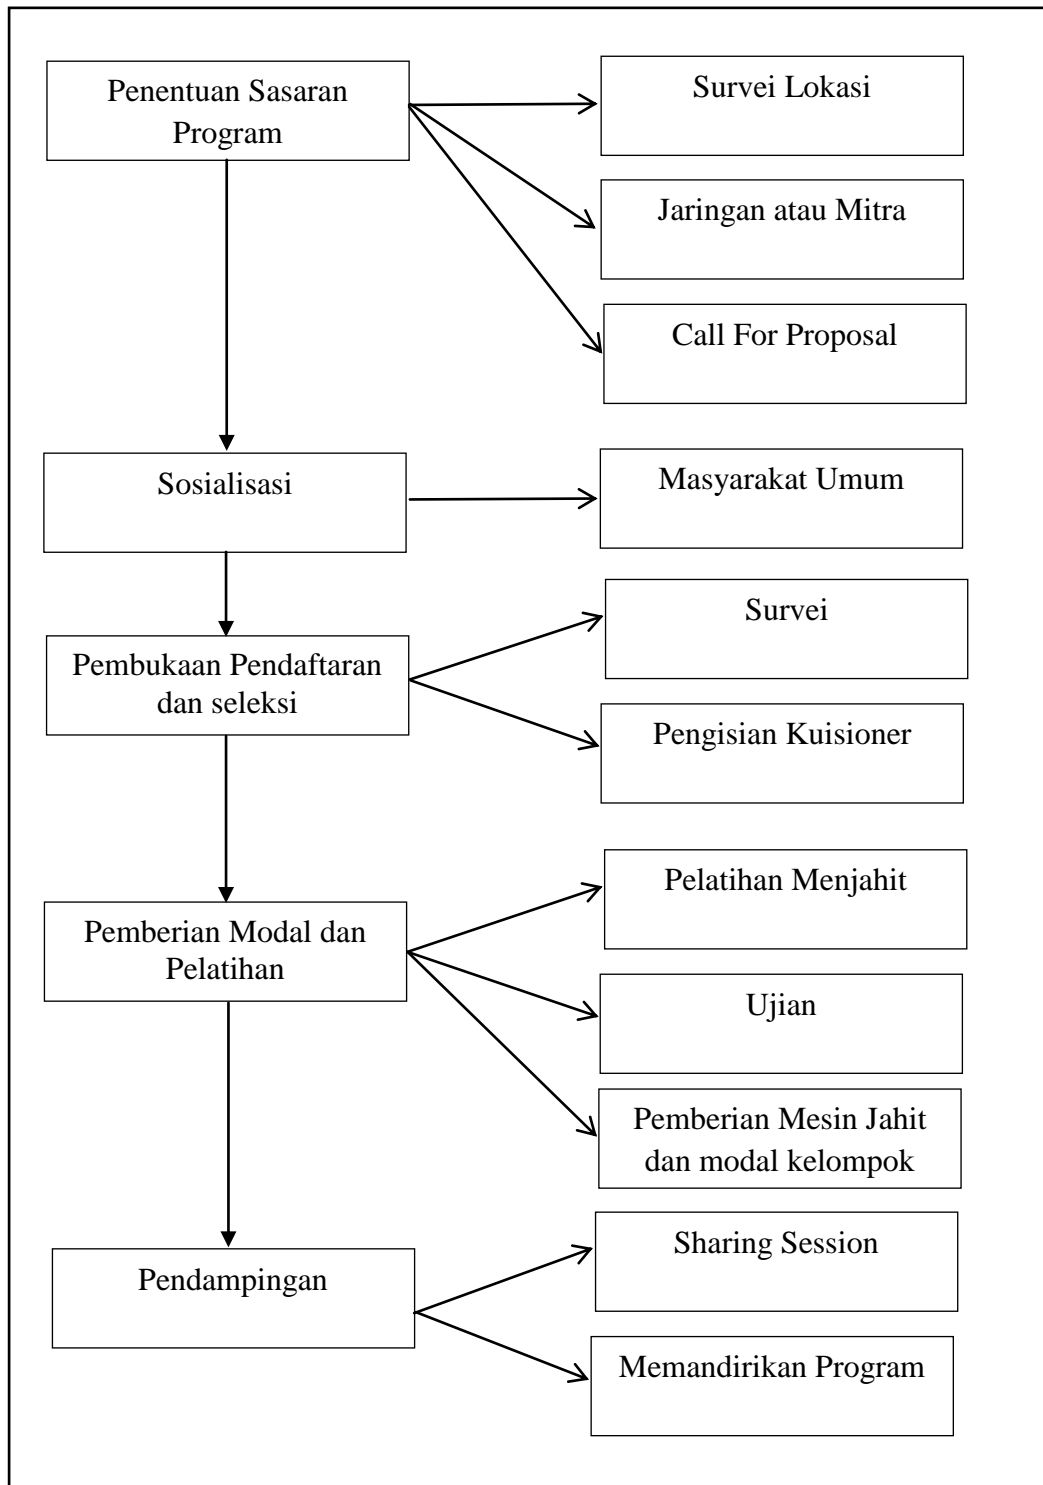 Penentuan Sasaran
Program
Survei Lokasi
Jaringan atau Mitra
Call For Proposal
Sosialisasi
Masyarakat Umum
Pembukaan Pendaftaran
dan seleksi
Survei
Pengisian Kuisioner
Pemberian Modal dan
Pelatihan
Pelatihan Menjahit
Ujian
Pemberian Mesin Jahit
dan modal kelompok
Pendampingan
Sharing Session
Memandirikan Program